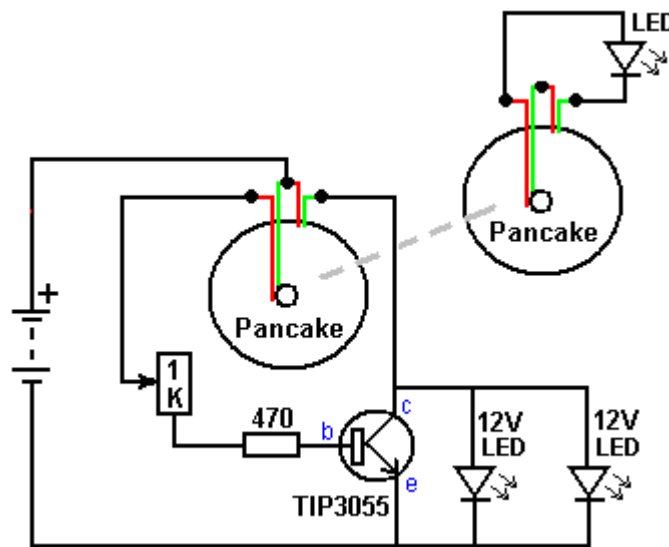 LED
Pancake
Pancake
+
1
K
470
b
c
e
TIP3055
12V
LED
12V
LED